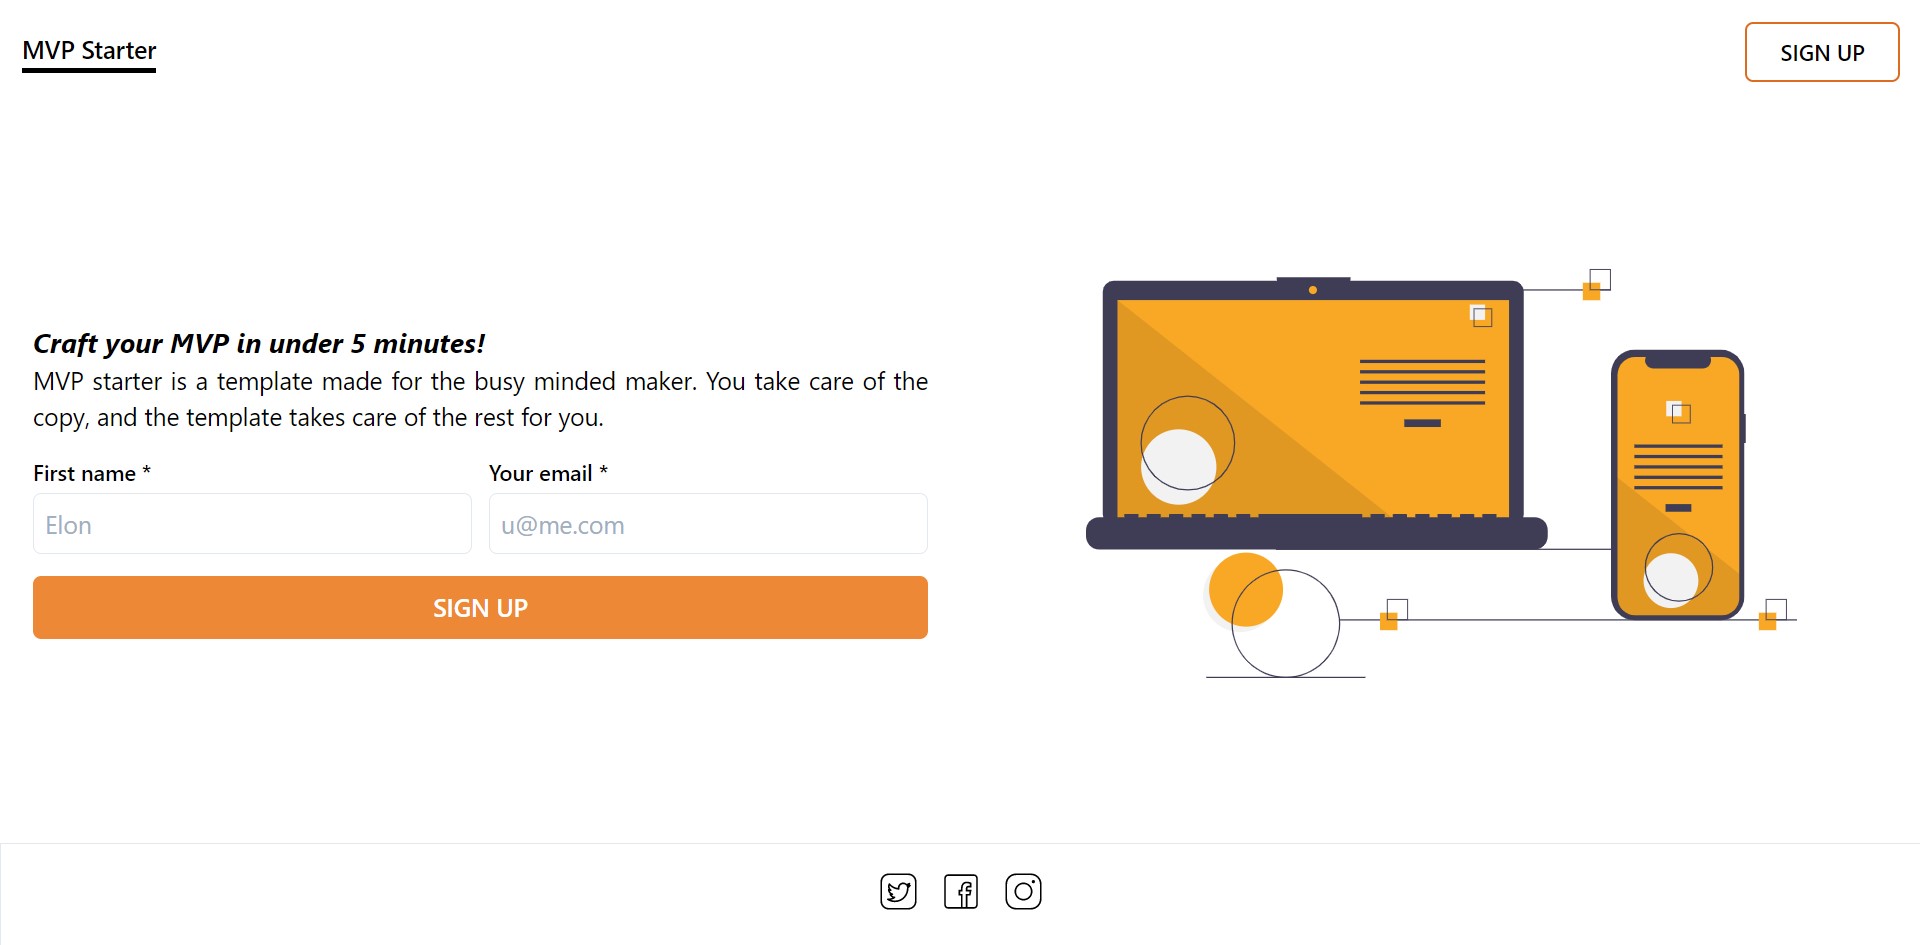 MVP Starter
SIGN UP
Craft your MVP in under 5 minutes!
MVP starter is a template made for the busy minded maker. You take care of the
copy, and the template takes care of the rest for you.
First name *
Your email *
Elon
u@me.com
SIGN UP